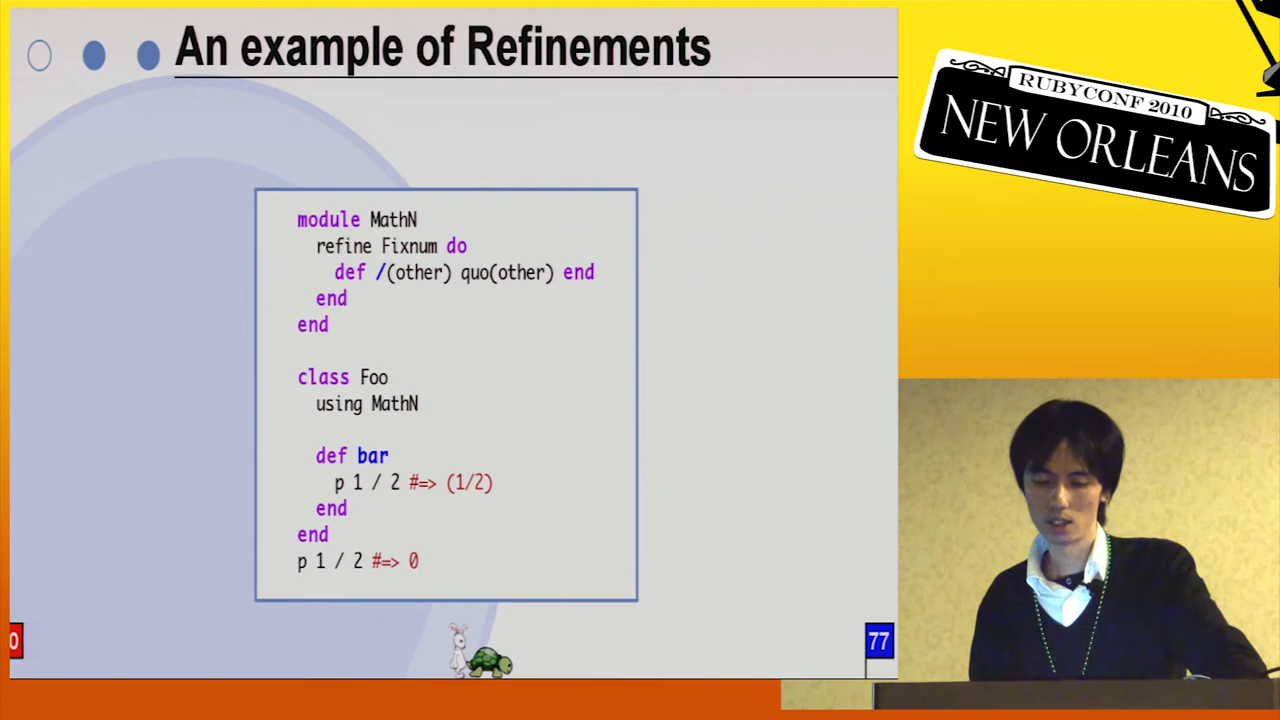 An example of Refinements
module MathN
refine Fixnum do
def /(other) quo(other) end
end
end
class Foo
using MathN
def bar
p 1 / 2 #=> (1/2)
end
end
p 1 / 2 #=> 0
0
77
RUBYCONF 2010
NEW ORLEANS